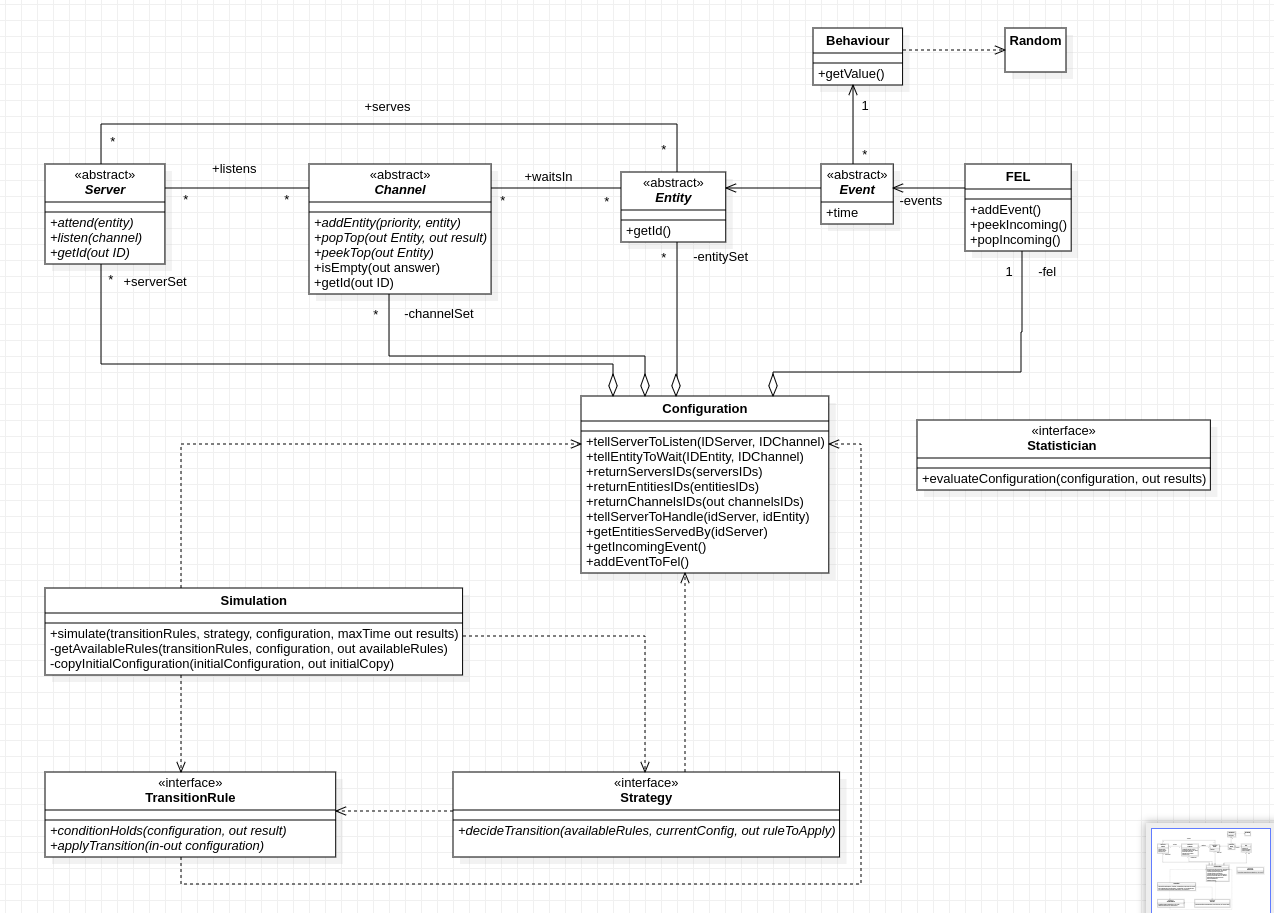 Behaviour
+getValue()
Random
+serves
1
*
*
*
«abstract»
Server
+attend(entity)
+listen(channel)
+getId(out ID)
+listens
*
*
«abstract»
Channel
+addEntity(priority, entity)
+popTop(out Entity, out result)
+peekTop(out Entity)
+isEmpty(out answer)
+getId(out ID)
+waitsIn
*
*
«abstract»
Entity
+getId()
«abstract»
Event
+time
-events
FEL
+addEvent()
+peekIncoming()
+popIncoming()
* +serverSet
* -channelSet
* -entitySet
1 -fel
Configuration
+tellServerToListen(IDServer, IDChannel)
+tellEntityToWait(IDEntity, IDChannel)
+returnServersIDs(serversIDs)
+returnEntitiesIDs(entitiesIDs)
+returnChannelsIDs(out channelsIDs)
+tellServerToHandle(idServer, idEntity)
+getEntitiesServedBy(idServer)
+getIncomingEvent()
+addEventToFel()
«interface»
Statistician
+evaluateConfiguration(configuration, out results)
Simulation
+simulate(transitionRules, strategy, configuration, maxTime out results)
-getAvailableRules(transitionRules, configuration, out availableRules)
-copyInitialConfiguration(initialConfiguration, out initialCopy)
«interface»
TransitionRule
+conditionHolds(configuration, out result)
+applyTransition(in-out configuration)
«interface»
Strategy
+decideTransition(availableRules, currentConfig, out ruleToApply)